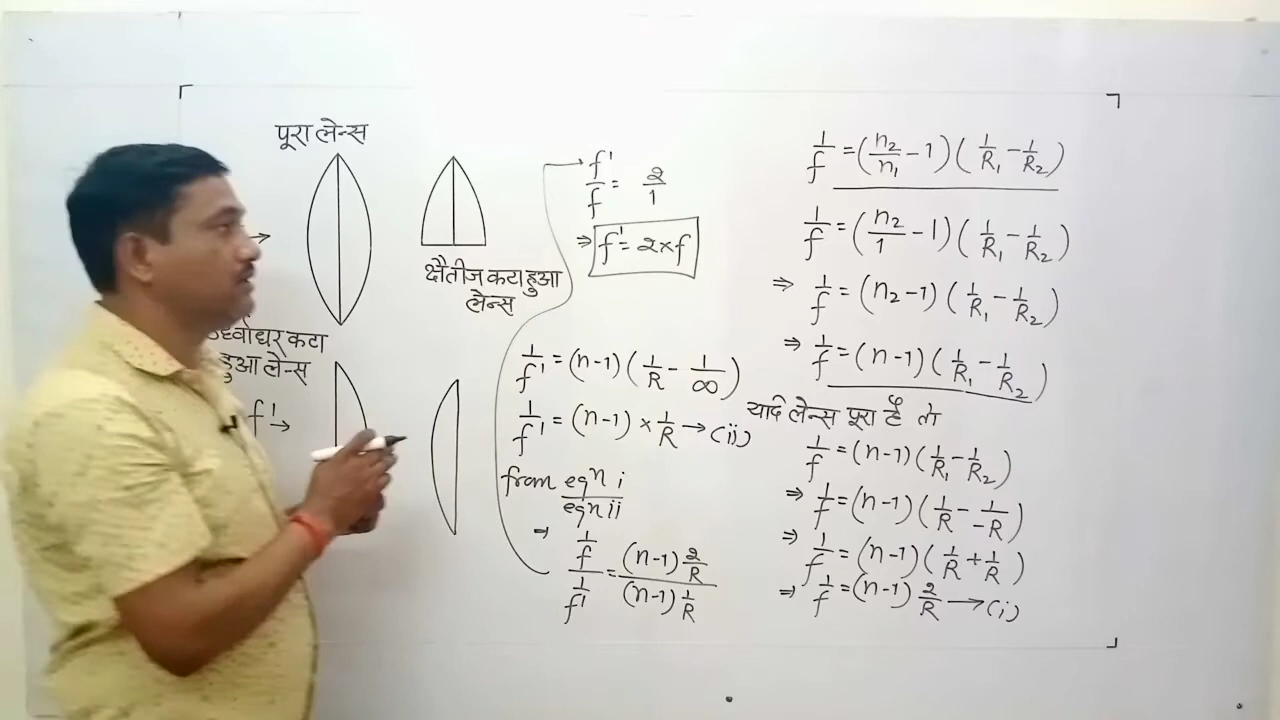 पूरा लेन्स
क्षैतीज कटा हुआ
लेन्स
कटा
हुआ लेन्स
f' →
f'/f = 2/1
⇒ f' = 2×f
1/f' = (n-1)(1/R - 1/∞)
1/f' = (n-1) × 1/R → (ii)
from eqn i / eqn ii
⇒ (1/f)/(1/f') = ((n-1) 2/R)/((n-1) 1/R)
1/f = (n₂/n₁ - 1)(1/R₁ - 1/R₂)
1/f = (n₂/1 - 1)(1/R₁ - 1/R₂)
⇒ 1/f = (n₂-1)(1/R₁ - 1/R₂)
⇒ 1/f = (n-1)(1/R₁ - 1/R₂)
यदि लेन्स पूरा है तो
1/f = (n-1)(1/R₁ - 1/R₂)
⇒ 1/f = (n-1)(1/R - 1/-R)
⇒ 1/f = (n-1)(1/R + 1/R)
⇒ 1/f = (n-1) 2/R → (i)